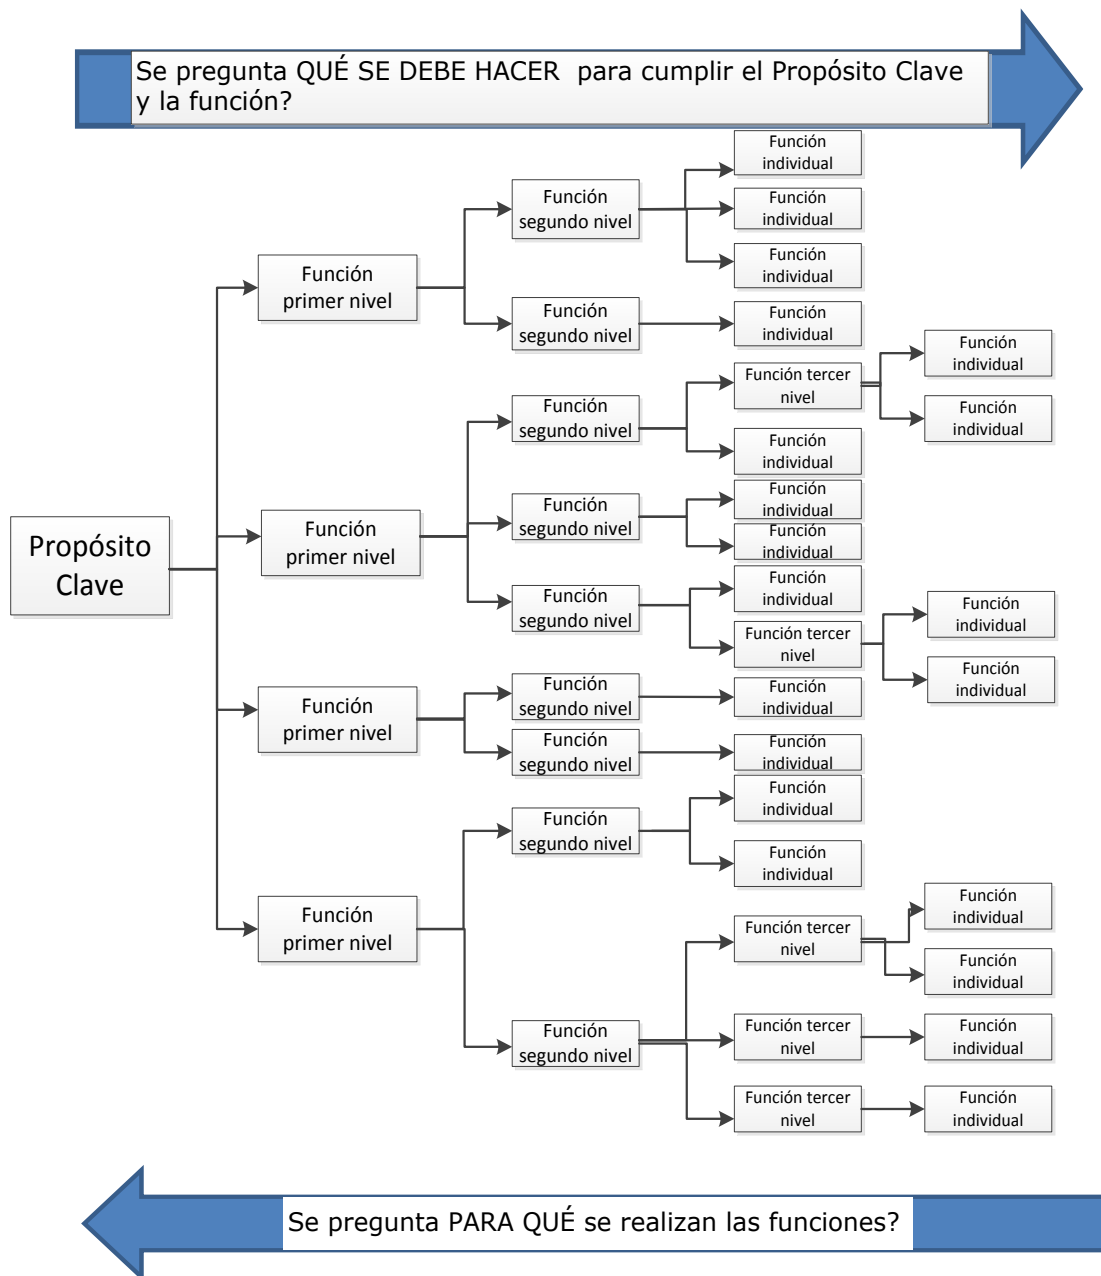 Se pregunta QUÉ SE DEBE HACER para cumplir el Propósito Clave
y la función?
Función
individual
Función
segundo nivel
Función
individual
Función
individual
Función
primer nivel
Función
segundo nivel
Función
individual
Función
individual
Función tercer
nivel
Función
individual
Función
segundo nivel
Función
individual
Función
individual
Función
segundo nivel
Función
individual
Propósito
Clave
Función
primer nivel
Función
individual
Función
segundo nivel
Función
individual
Función tercer
nivel
Función
individual
Función
primer nivel
Función
segundo nivel
Función
individual
Función
segundo nivel
Función
individual
Función
individual
Función
segundo nivel
Función
individual
Función
primer nivel
Función
individual
Función tercer
nivel
Función
individual
Función
segundo nivel
Función tercer
nivel
Función
individual
Función tercer
nivel
Función
individual
Se pregunta PARA QUÉ se realizan las funciones?